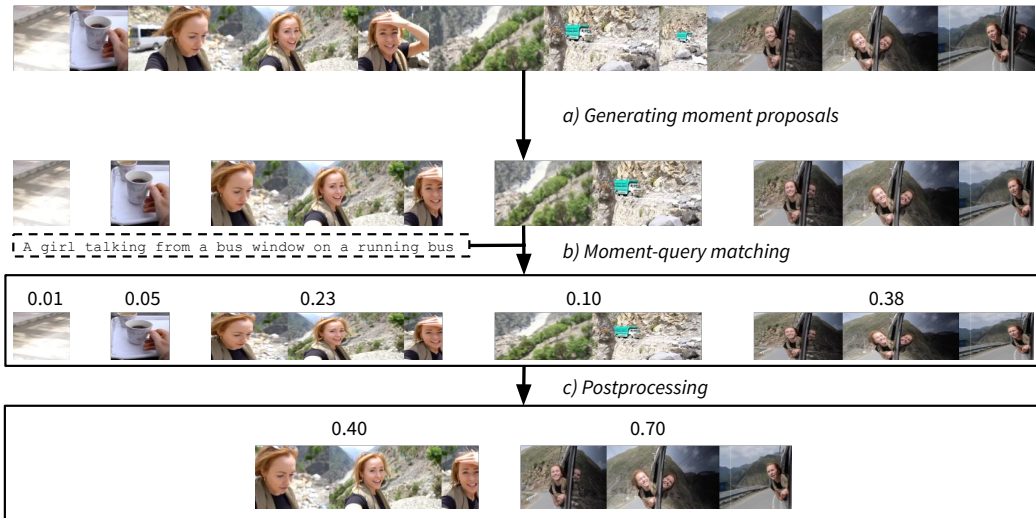 a) Generating moment proposals
A girl talking from a bus window on a running bus
b) Moment-query matching
0.01 0.05 0.23 0.10 0.38
c) Postprocessing
0.40 0.70